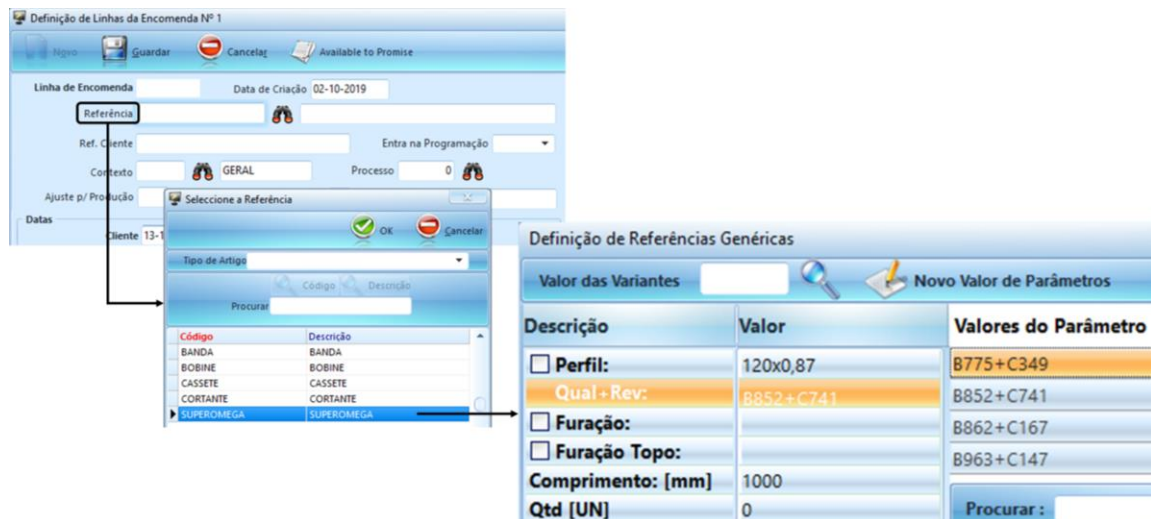 Definição de Linhas da Encomenda Nº 1
Novo Guardar Cancelar Available to Promise
Linha de Encomenda Data de Criação 02-10-2019
Referência
Ref. Cliente Entra na Programação
Contexto GERAL Processo 0
Ajuste p/ Produção
Datas
Cliente 13-1
Seleccione a Referência
OK Cancelar
Tipo de Artigo
Código Descrição
Procurar
Código Descrição
BANDA BANDA
BOBINE BOBINE
CASSETE CASSETE
CORTANTE CORTANTE
SUPEROMEGA SUPEROMEGA
Definição de Referências Genéricas
Valor das Variantes Novo Valor de Parâmetros
Descrição Valor Valores do Parâmetro
Perfil: 120x0,87 B775+C349
Qual+Rev: B852+C741 B852+C741
Furação: B862+C167
Furação Topo: B963+C147
Comprimento: [mm] 1000
Qtd [UN] 0 Procurar :